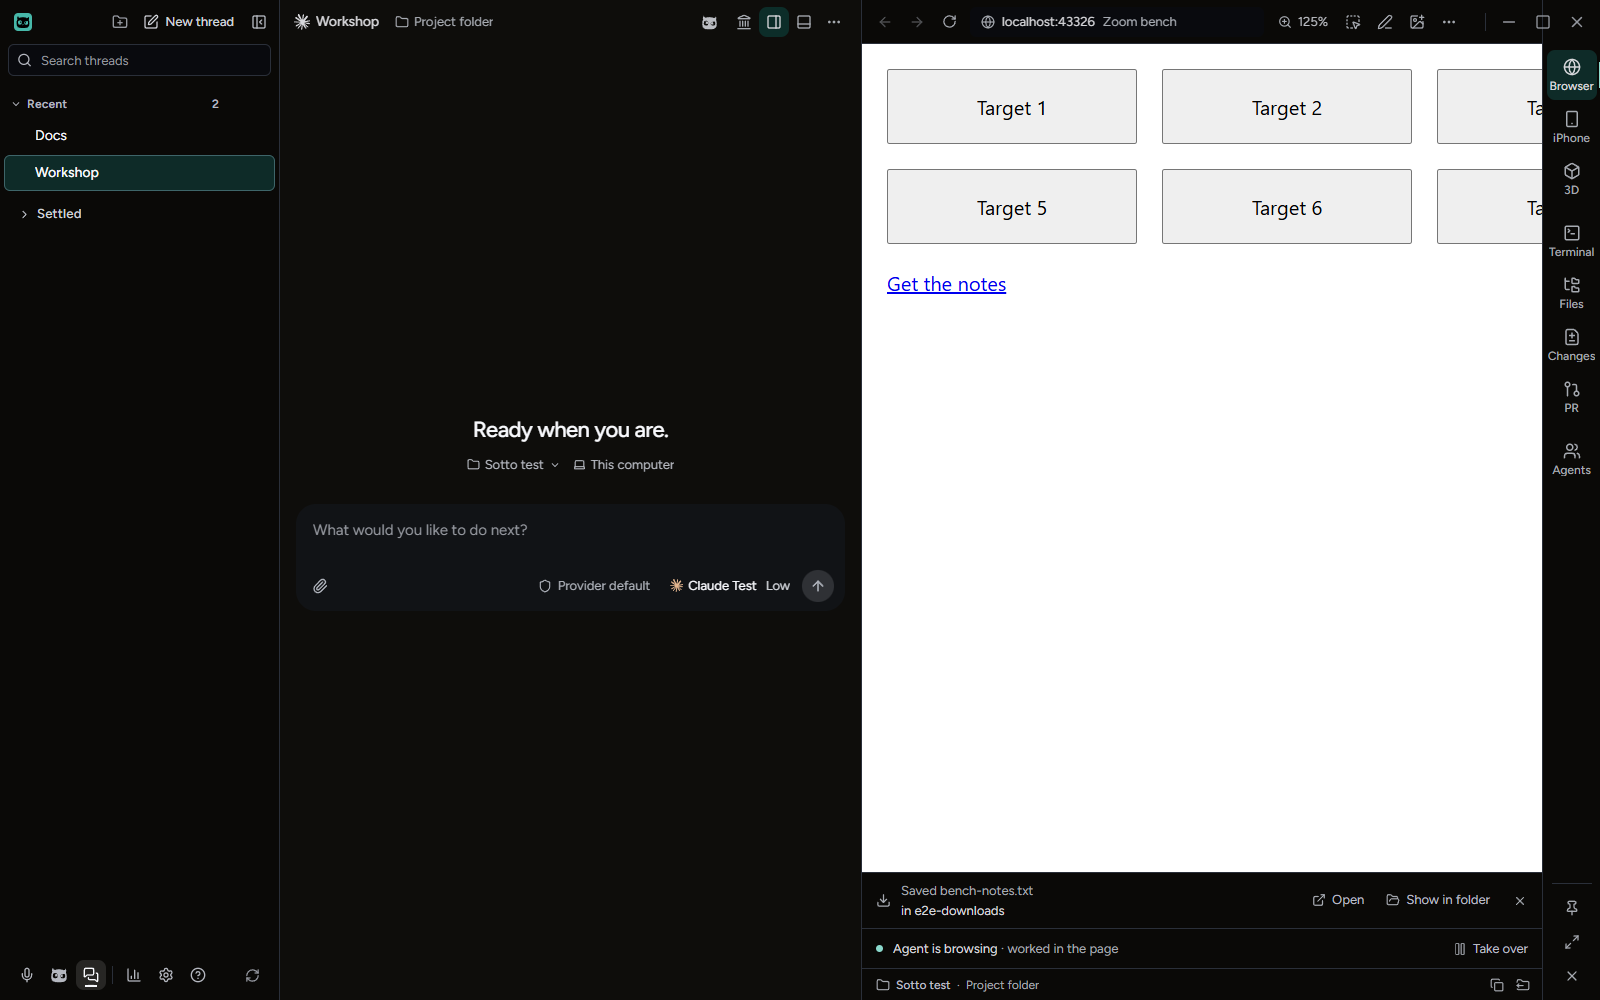 New thread
Search threads
Recent 2
Docs
Workshop
Settled
Workshop Project folder
Ready when you are.
Sotto test This computer
What would you like to do next?
Provider default Claude Test Low
localhost:43326 Zoom bench 125%
Target 1 Target 2 Ta
Target 5 Target 6 Ta
Get the notes
Saved bench-notes.txt
in e2e-downloads
Open Show in folder
Agent is browsing · worked in the page Take over
Sotto test · Project folder
Browser
iPhone
3D
Terminal
Files
Changes
PR
Agents